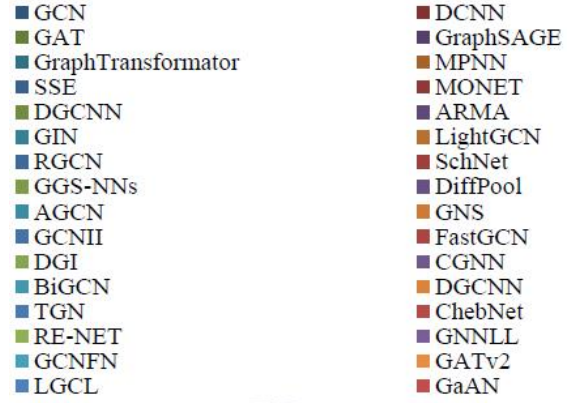 GCN
DCNN
GAT
GraphSAGE
GraphTransformator
MPNN
SSE
MONET
DGCNN
ARMA
GIN
LightGCN
RGCN
SchNet
GGS-NNs
DiffPool
AGCN
GNS
GCNII
FastGCN
DGI
CGNN
BiGCN
DGCNN
TGN
ChebNet
RE-NET
GNNLL
GCNFN
GATv2
LGCL
GaAN